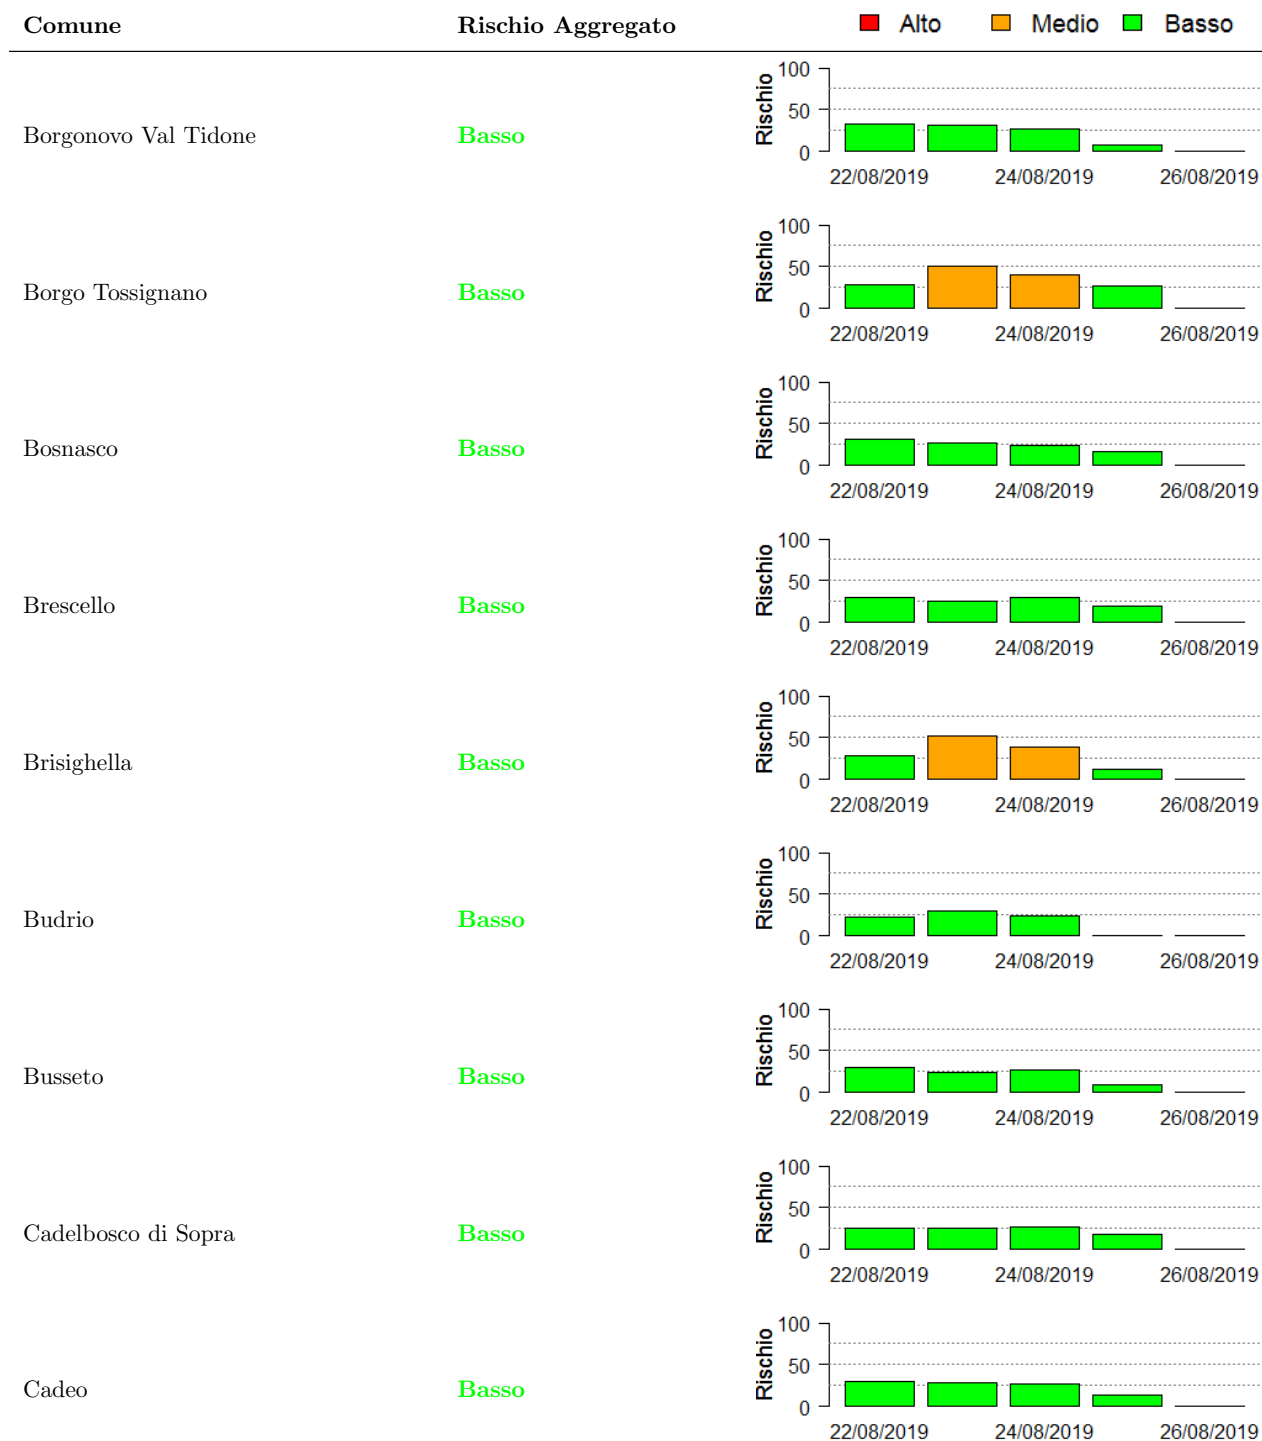 Comune Rischio Aggregato Alto Medio Basso
100
50
0
Rischio
Borgonovo Val Tidone Basso
22/08/2019 24/08/2019 26/08/2019
100
50
0
Rischio
Borgo Tossignano Basso
22/08/2019 24/08/2019 26/08/2019
100
50
0
Rischio
Bosnasco Basso
22/08/2019 24/08/2019 26/08/2019
100
50
0
Rischio
Brescello Basso
22/08/2019 24/08/2019 26/08/2019
100
50
0
Rischio
Brisighella Basso
22/08/2019 24/08/2019 26/08/2019
100
50
0
Rischio
Budrio Basso
22/08/2019 24/08/2019 26/08/2019
100
50
0
Rischio
Busseto Basso
22/08/2019 24/08/2019 26/08/2019
100
50
0
Rischio
Cadelbosco di Sopra Basso
22/08/2019 24/08/2019 26/08/2019
100
50
0
Rischio
Cadeo Basso
22/08/2019 24/08/2019 26/08/2019